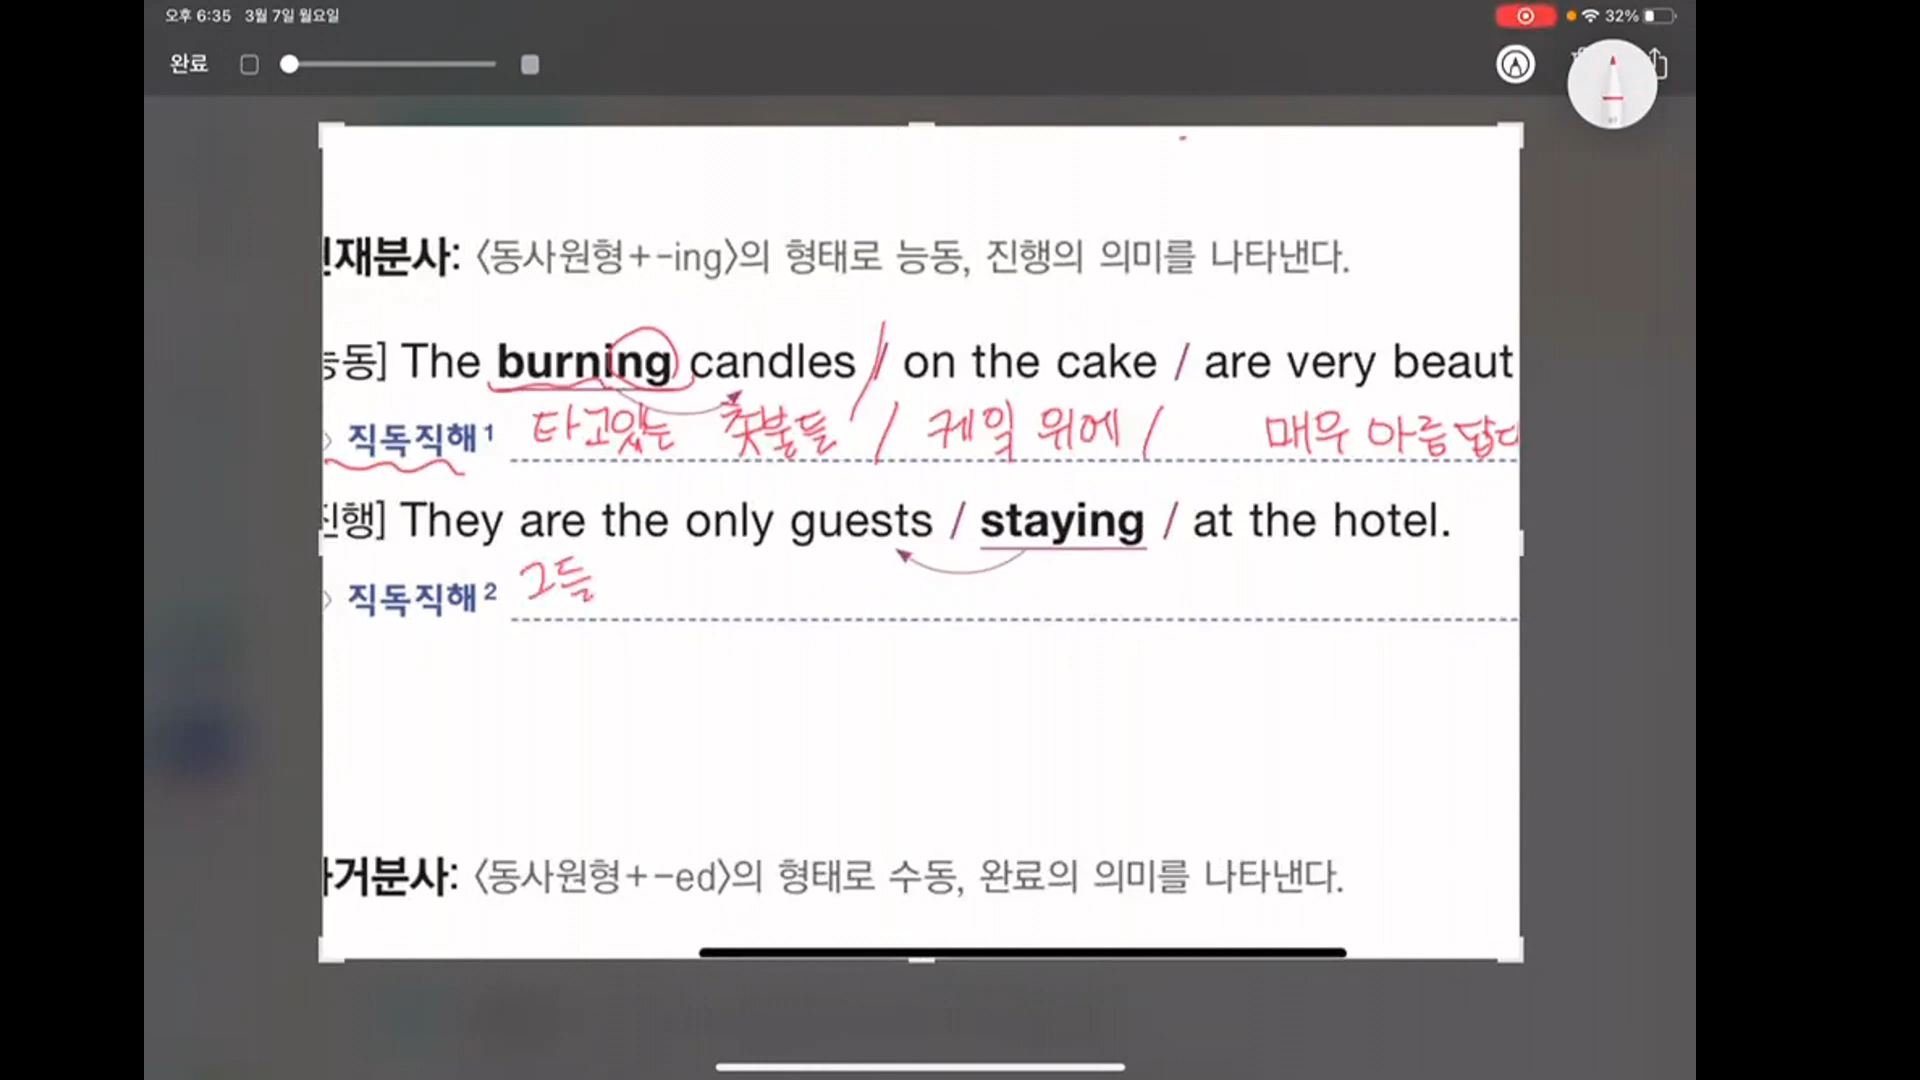 오후 6:35 3월 7일 월요일 32%
완료
재분사: 〈동사원형+-ing〉의 형태로 능동, 진행의 의미를 나타낸다.
동] The burning candles / on the cake / are very beaut
직독직해¹ 타고있는 촛불들 / 케익 위에 / 매우 아름답다
행] They are the only guests / staying / at the hotel.
직독직해² 그들
거분사: 〈동사원형+-ed〉의 형태로 수동, 완료의 의미를 나타낸다.